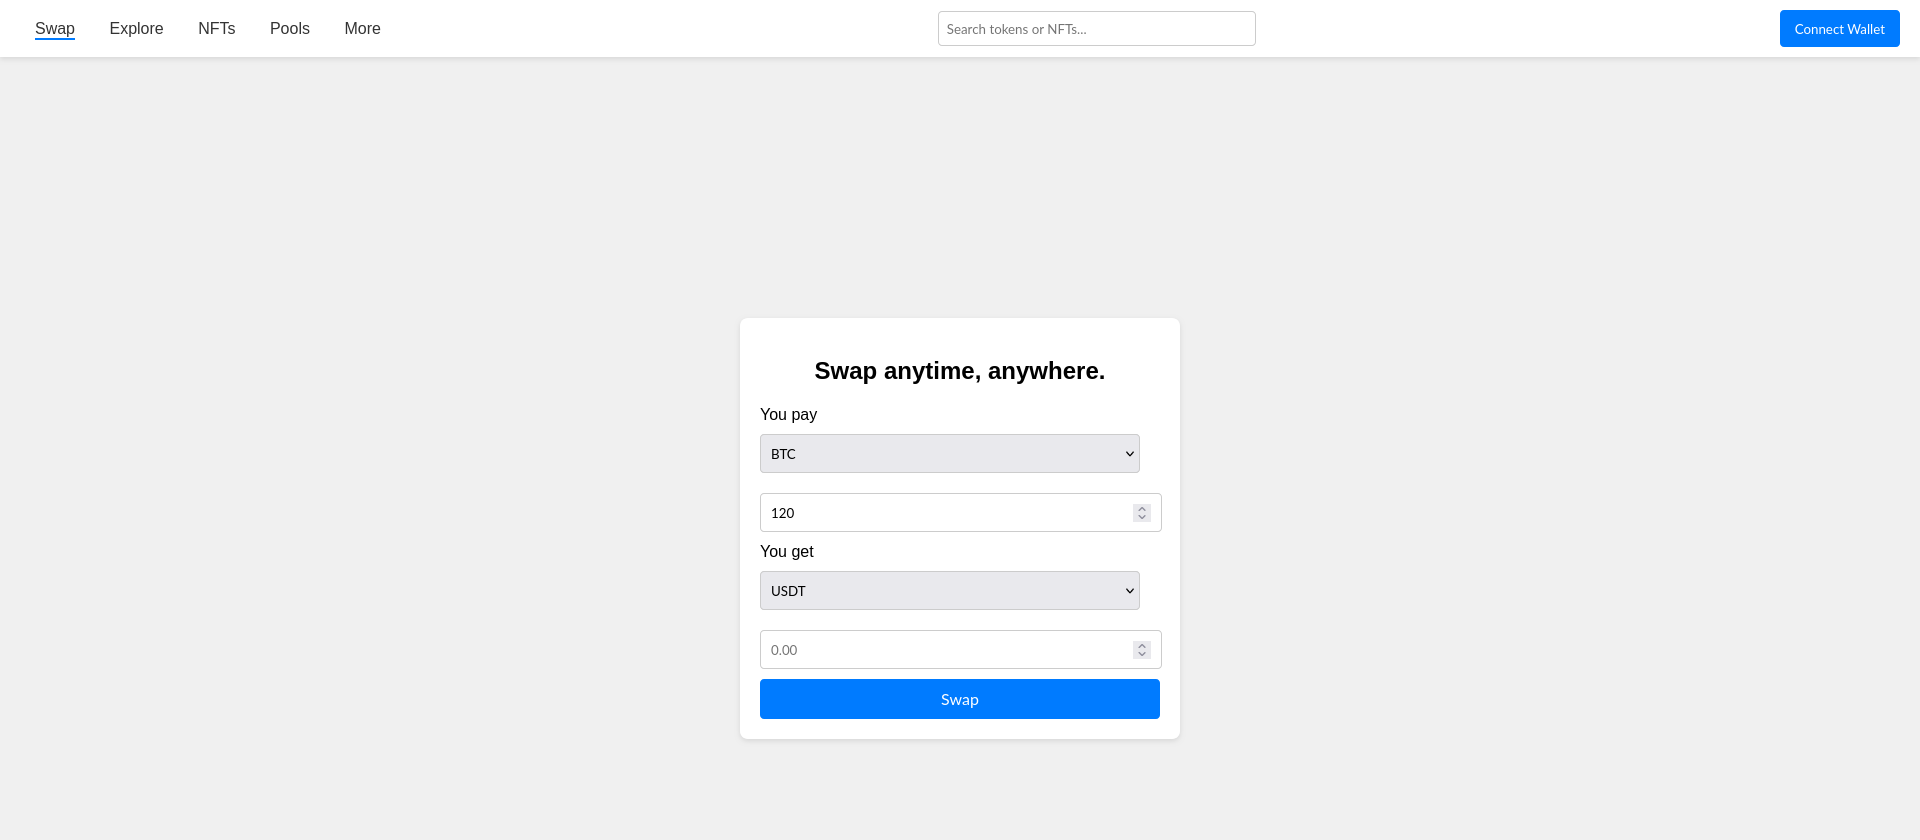 Swap Explore NFTs Pools More Search tokens or NFTs... Connect Wallet
Swap anytime, anywhere.
You pay
BTC
120
You get
USDT
0.00
Swap